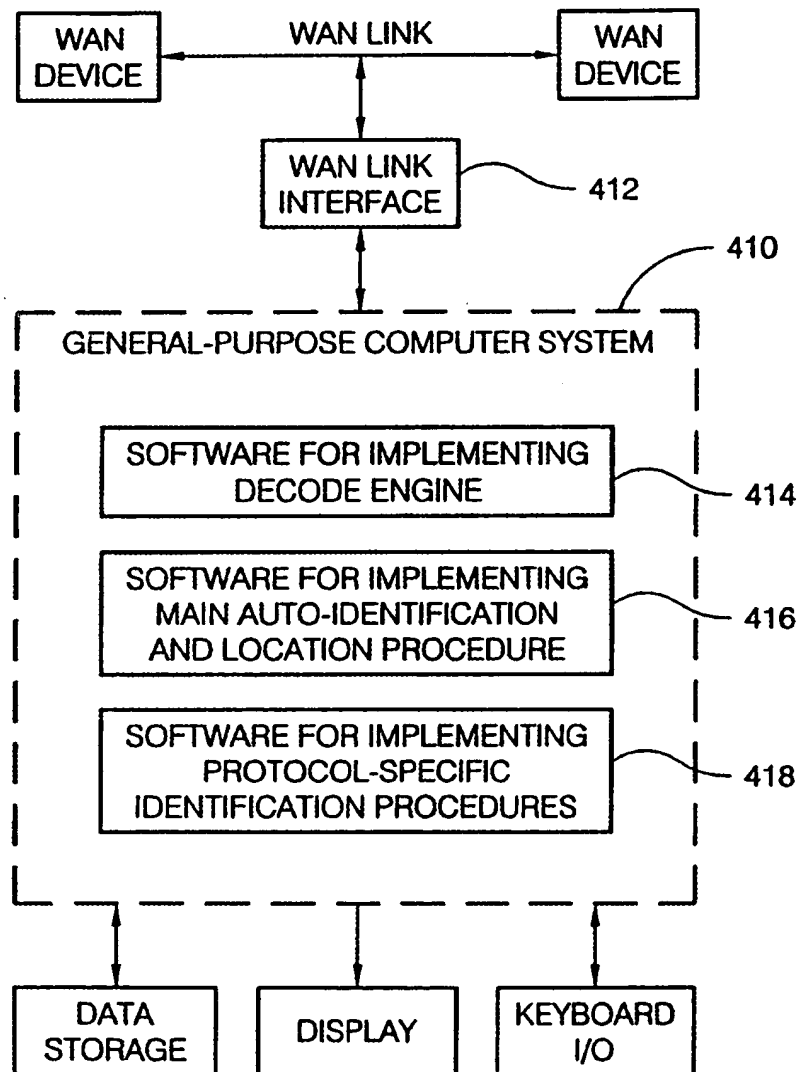 WAN
DEVICE
WAN LINK
WAN
DEVICE
WAN LINK
INTERFACE
412
410
GENERAL-PURPOSE COMPUTER SYSTEM
SOFTWARE FOR IMPLEMENTING
DECODE ENGINE
414
SOFTWARE FOR IMPLEMENTING
MAIN AUTO-IDENTIFICATION
AND LOCATION PROCEDURE
416
SOFTWARE FOR IMPLEMENTING
PROTOCOL-SPECIFIC
IDENTIFICATION PROCEDURES
418
DATA
STORAGE
DISPLAY
KEYBOARD
I/O